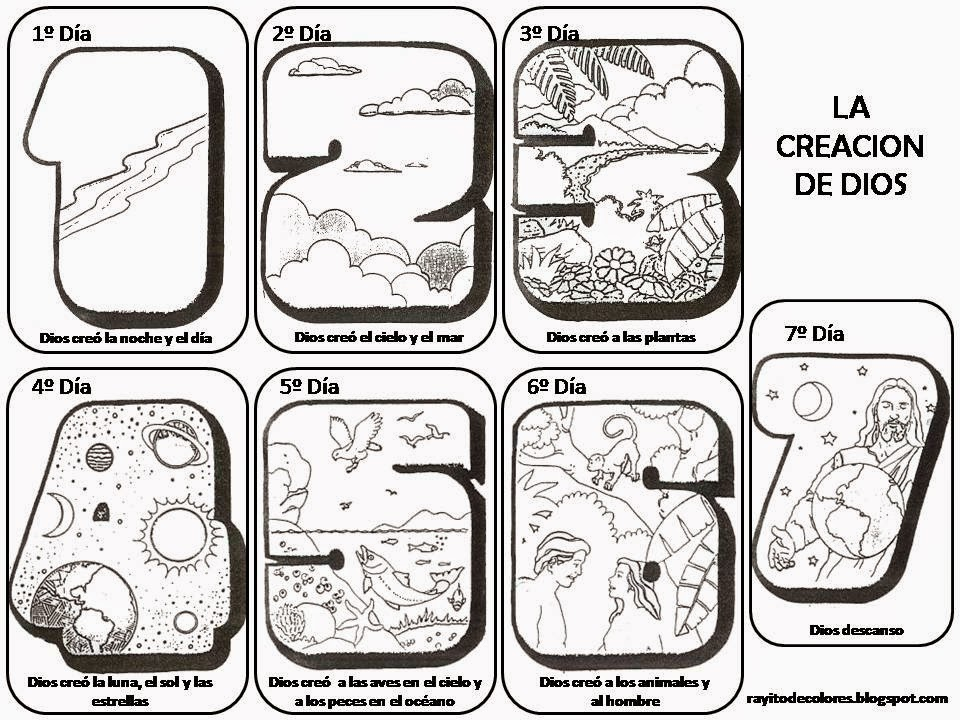 1º Día
Dios creó la noche y el día
2º Día
Dios creó el cielo y el mar
3º Día
Dios creó a las plantas
LA
CREACION
DE DIOS
4º Día
Dios creó la luna, el sol y las
estrellas
5º Día
Dios creó a las aves en el cielo y
a los peces en el océano
6º Día
Dios creó a los animales y
al hombre
7º Día
Dios descanso
rayitodecolores.blogspot.com